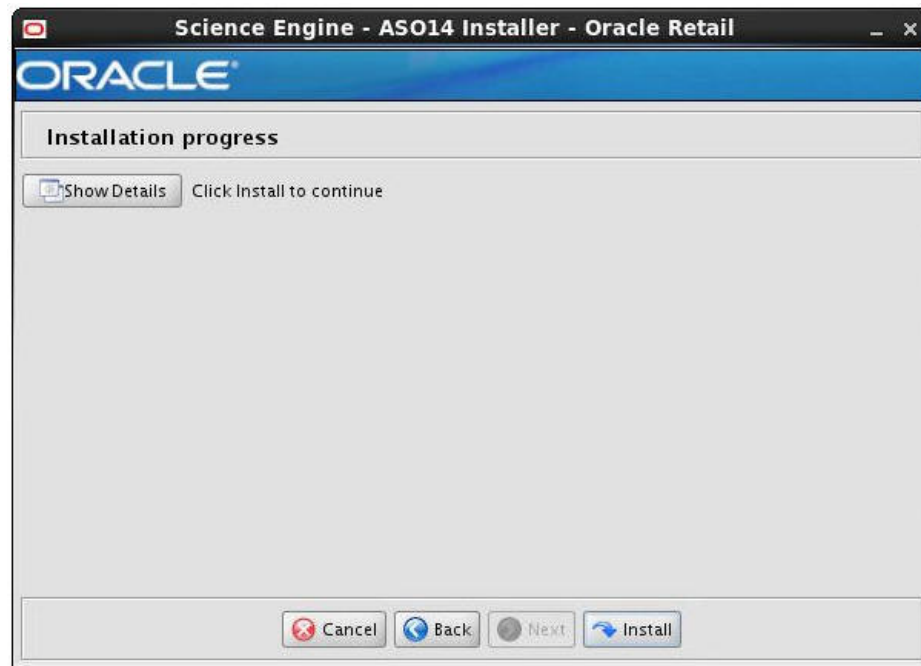 Science Engine - ASO14 Installer - Oracle Retail
ORACLE®
Installation progress
Show Details Click Install to continue
Cancel Back Next Install